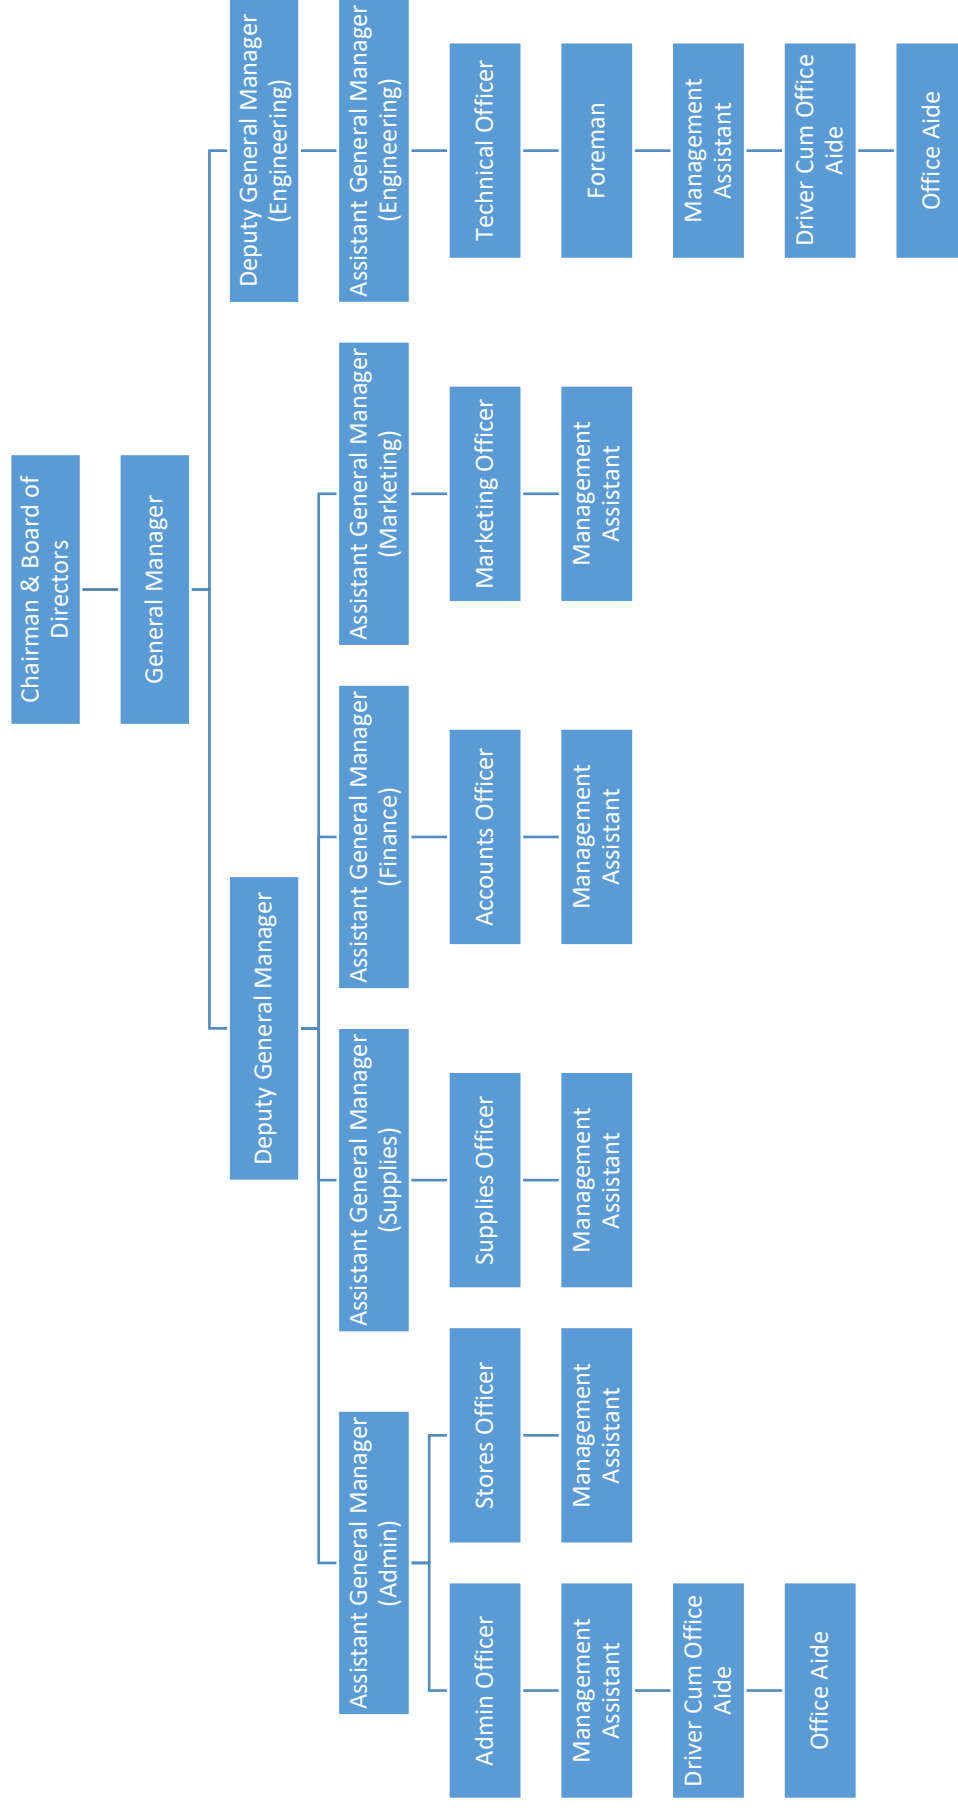 Chairman & Board of
Directors
General Manager
Deputy General Manager
Deputy General Manager
(Engineering)
Assistant General Manager
(Admin)
Assistant General Manager
(Supplies)
Assistant General Manager
(Finance)
Assistant General Manager
(Marketing)
Assistant General Manager
(Engineering)
Admin Officer
Stores Officer
Supplies Officer
Accounts Officer
Marketing Officer
Technical Officer
Management
Assistant
Management
Assistant
Management
Assistant
Management
Assistant
Management
Assistant
Foreman
Driver Cum Office
Aide
Management
Assistant
Office Aide
Driver Cum Office
Aide
Office Aide